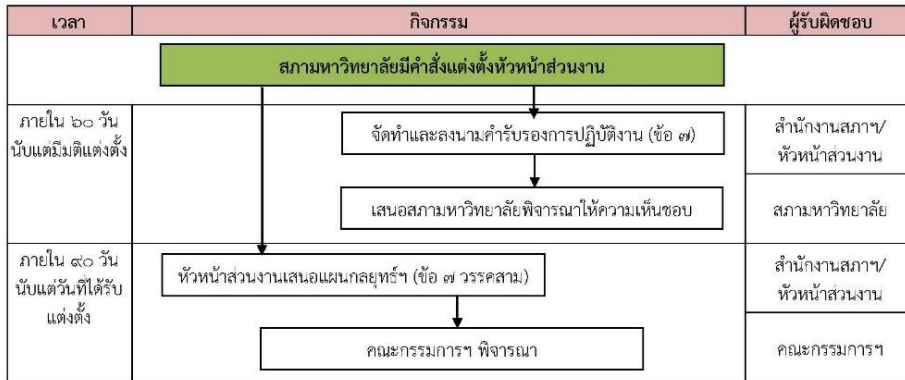 เวลา กิจกรรม ผู้รับผิดชอบ
สภามหาวิทยาลัยมีคำสั่งแต่งตั้งหัวหน้าส่วนงาน
ภายใน ๖๐ วัน
นับแต่มีมติแต่งตั้ง
จัดทำและลงนามคำรับรองการปฏิบัติงาน (ข้อ ๗)
สำนักงานสภาฯ/
หัวหน้าส่วนงาน
เสนอสภามหาวิทยาลัยพิจารณาให้ความเห็นชอบ
สภามหาวิทยาลัย
ภายใน ๙๐ วัน
นับแต่วันที่ได้รับ
แต่งตั้ง
หัวหน้าส่วนงานเสนอแผนกลยุทธ์ฯ (ข้อ ๗ วรรคสาม)
สำนักงานสภาฯ/
หัวหน้าส่วนงาน
คณะกรรมการฯ พิจารณา
คณะกรรมการฯ